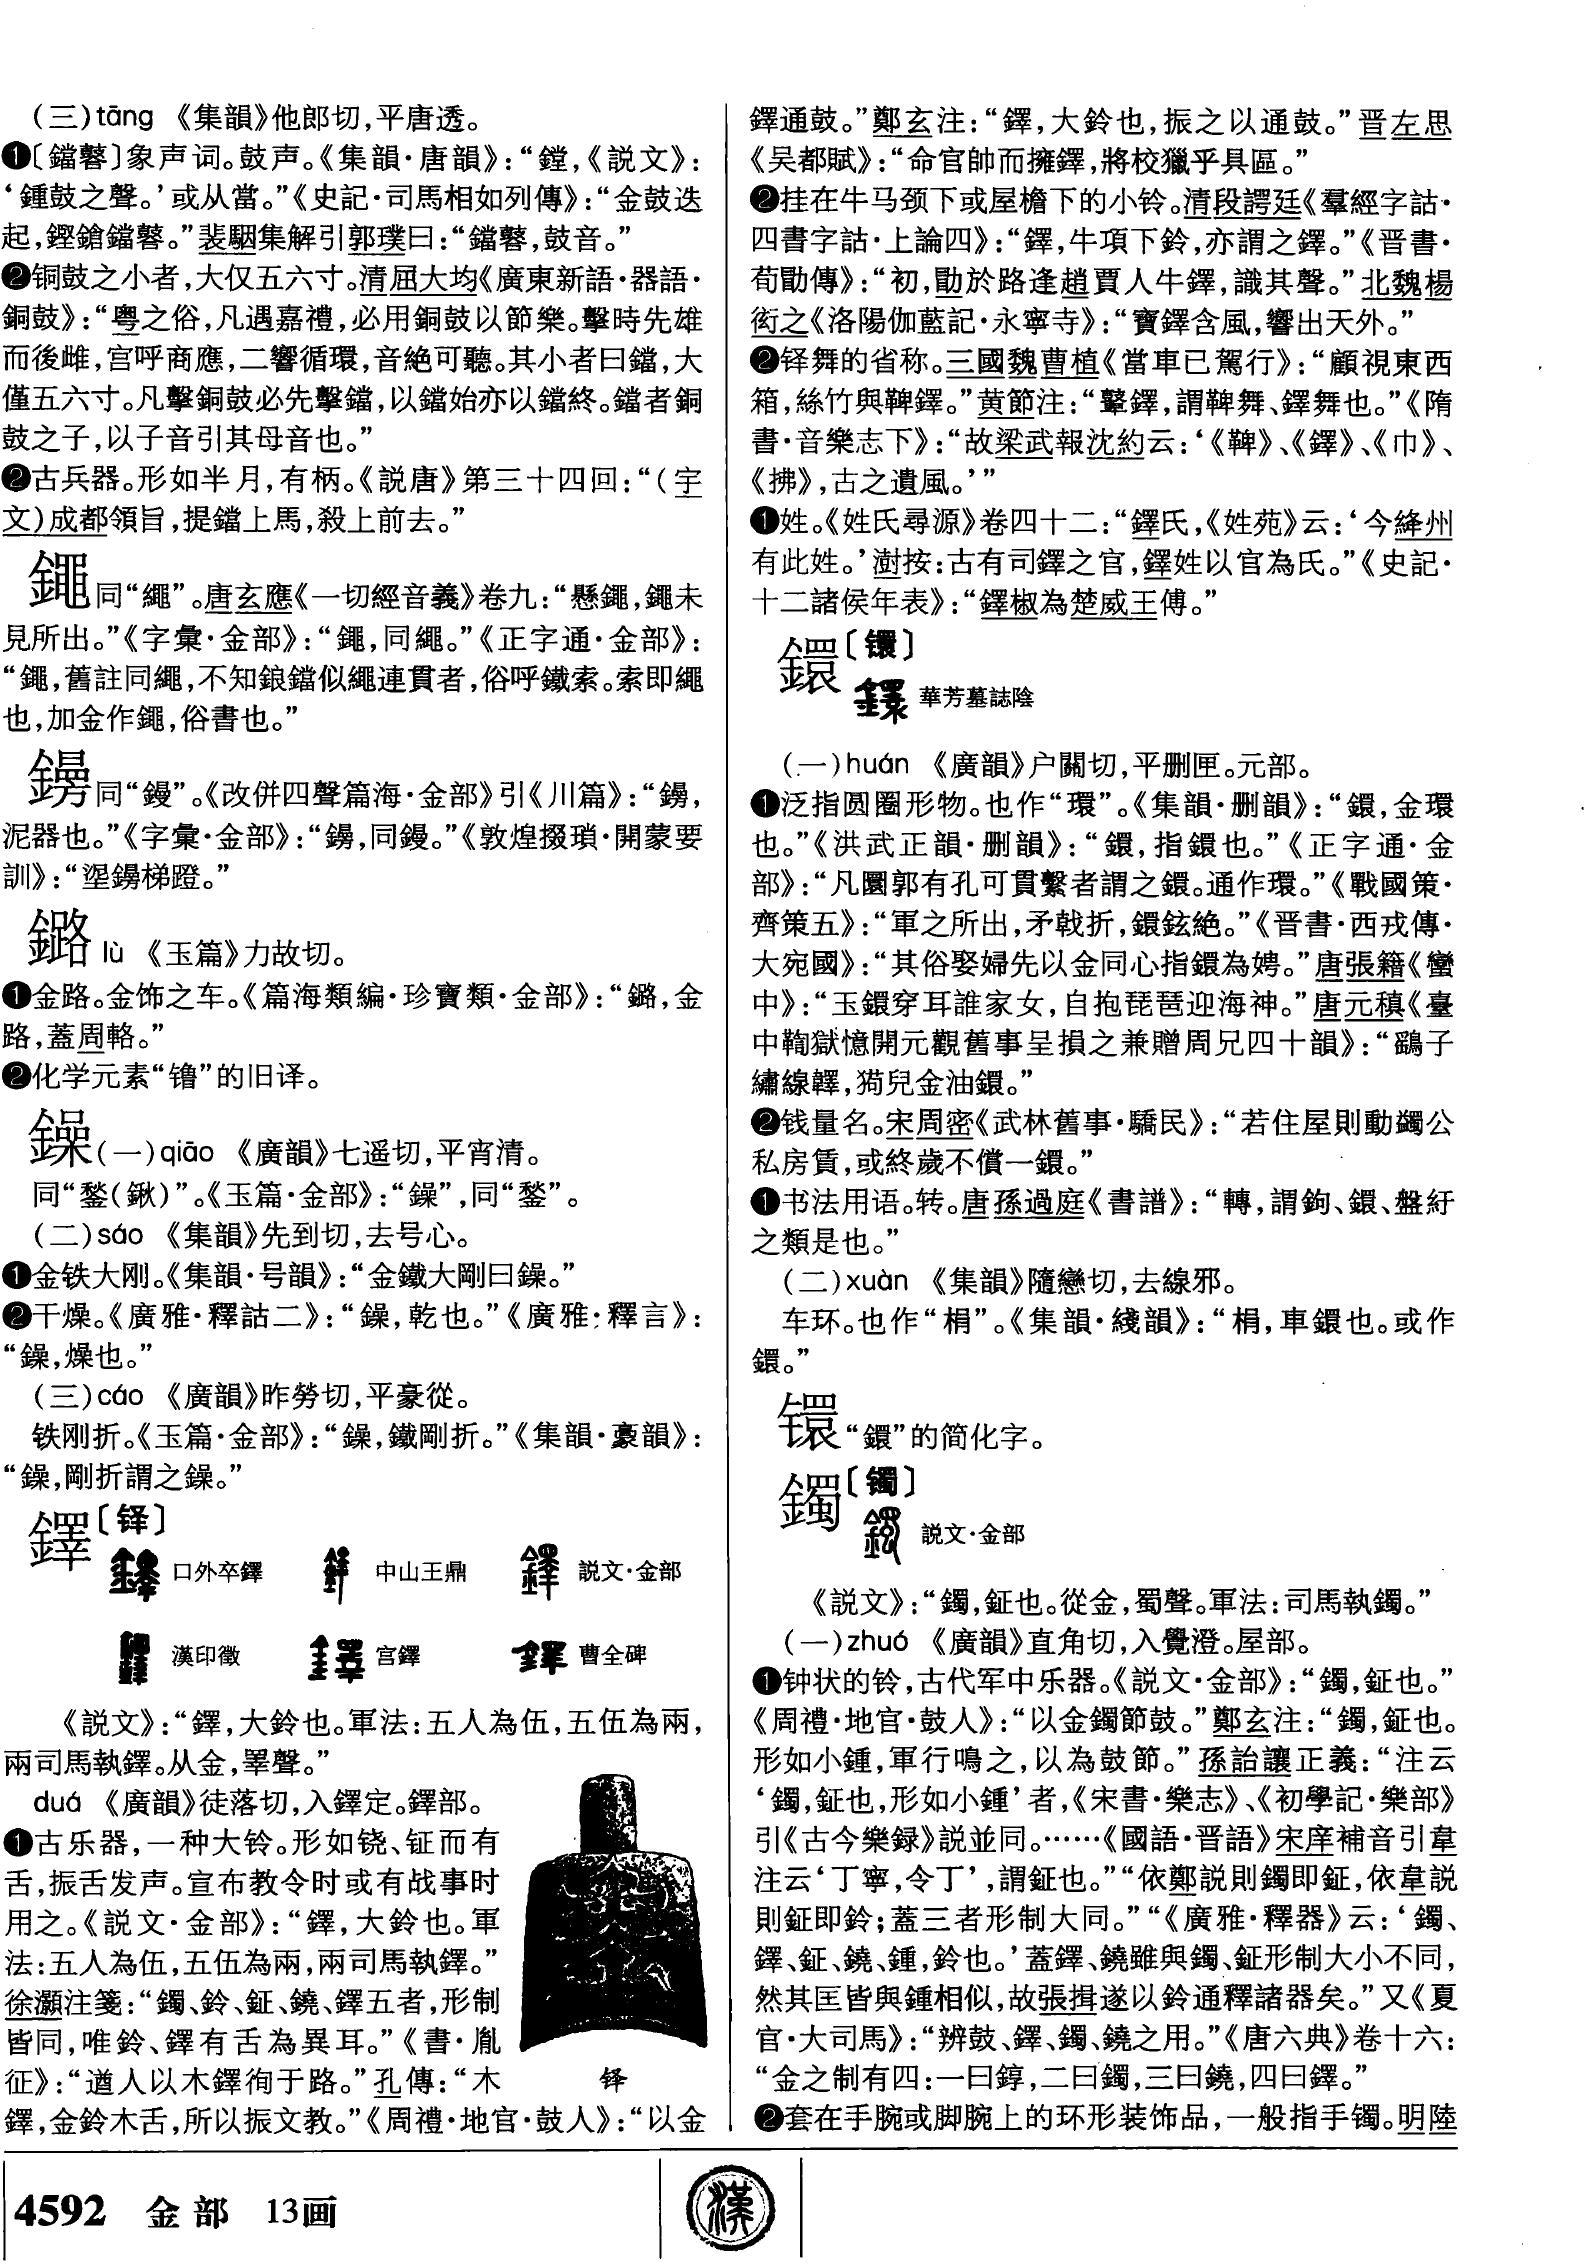 (三)tāng 《集韻》他郎切,平唐透。
❶〔鐺鼞〕象声词。鼓声。《集韻·唐韻》:“鏜,《説文》:
‘鍾鼓之聲。’或从當。”《史記·司馬相如列傳》:“金鼓迭
起,鏗鎗鐺鼞。”裴駰集解引郭璞曰:“鐺鼞,鼓音。”
❷铜鼓之小者,大仅五六寸。清屈大均《廣東新語·器語·
銅鼓》:“粤之俗,凡遇嘉禮,必用銅鼓以節樂。擊時先雄
而後雌,宫呼商應,二響循環,音絶可聽。其小者曰鐺,大
僅五六寸。凡擊銅鼓必先擊鐺,以鐺始亦以鐺終。鐺者銅
鼓之子,以子音引其母音也。”
❷古兵器。形如半月,有柄。《説唐》第三十四回:“(宇
文)成都領旨,提鐺上馬,殺上前去。”
鐹同“繩”。唐玄應《一切經音義》卷九:“懸鐹,鐹未
見所出。”《字彙·金部》:“鐹,同繩。”《正字通·金部》:
“鐹,舊註同繩,不知鋃鐺似繩連貫者,俗呼鐵索。索即繩
也,加金作鐹,俗書也。”
同“鏝”。《改併四聲篇海·金部》引《川篇》:“
泥器也。”《字彙·金部》:“,同鏝。”《敦煌掇瑣·開蒙要
訓》:“梯蹬。”
鏴 lù 《玉篇》力故切。
❶金路。金饰之车。《篇海類編·珍寶類·金部》:“鏴,金
路,蓋周輅。”
❷化学元素“镥”的旧译。
鐰(一)qiāo 《廣韻》七遥切,平宵清。
同“鍫(鍬)”。《玉篇·金部》:“鐰”,同“鍫”。
(二)sáo 《集韻》先到切,去号心。
❶金铁大刚。《集韻·号韻》:“金鐵大剛曰鐰。”
❷干燥。《廣雅·釋詁二》:“鐰,乾也。”《廣雅·釋言》:
“鐰,燥也。”
(三)cáo 《廣韻》昨勞切,平豪從。
铁刚折。《玉篇·金部》:“鐰,鐵剛折。”《集韻·豪韻》:
“鐰,剛折謂之鐰。”
鐸〔铎〕
口外卒鐸 中山王鼎 説文·金部
漢印徵 宫鐸 曹全碑
《説文》:“鐸,大鈴也。軍法:五人為伍,五伍為兩,
兩司馬執鐸。从金,睪聲。”
duá 《廣韻》徒落切,入鐸定。鐸部。
❶古乐器,一种大铃。形如铙、钲而有
舌,振舌发声。宣布教令时或有战事时
用之。《説文·金部》:“鐸,大鈴也。軍
法:五人為伍,五伍為兩,兩司馬執鐸。”
徐灝注箋:“鐲、鈴、鉦、鐃、鐸五者,形制
皆同,唯鈴、鐸有舌為異耳。”《書·胤
征》:“遒人以木鐸徇于路。”孔傳:“木
铎
鐸,金鈴木舌,所以振文教。”《周禮·地官·鼓人》:“以金
鐸通鼓。”鄭玄注:“鐸,大鈴也,振之以通鼓。”晋左思
《吴都賦》:“命官帥而擁鐸,將校獵乎具區。”
❷挂在牛马颈下或屋檐下的小铃。清段諤廷《羣經字詁·
四書字詁·上論四》:“鐸,牛項下鈴,亦謂之鐸。”《晋書·
荀勖傳》:“初,勖於路逢趙賈人牛鐸,識其聲。”北魏楊
衒之《洛陽伽藍記·永寧寺》:“寶鐸含風,響出天外。”
❷铎舞的省称。三國魏曹植《當車已駕行》:“顧視東西
箱,絲竹與鞞鐸。”黄節注:“鼙鐸,謂鞞舞、鐸舞也。”《隋
書·音樂志下》:“故梁武報沈約云:‘《鞞》、《鐸》、《巾》、
《拂》,古之遺風。’”
❶姓。《姓氏尋源》卷四十二:“鐸氏,《姓苑》云:‘今絳州
有此姓。’澍按:古有司鐸之官,鐸姓以官為氏。”《史記·
十二諸侯年表》:“鐸椒為楚威王傅。”
鐶〔镮〕
華芳墓誌陰
(一)huán 《廣韻》户關切,平删匣。元部。
❶泛指圆圈形物。也作“環”。《集韻·删韻》:“鐶,金環
也。”《洪武正韻·删韻》:“鐶,指鐶也。”《正字通·金
部》:“凡圜郭有孔可貫繫者謂之鐶。通作環。”《戰國策·
齊策五》:“軍之所出,矛戟折,鐶鉉絶。”《晋書·西戎傳·
大宛國》:“其俗娶婦先以金同心指鐶為娉。”唐張籍《蠻
中》:“玉鐶穿耳誰家女,自抱琵琶迎海神。”唐元稹《臺
中鞫獄憶開元觀舊事呈損之兼贈周兄四十韻》:“鷂子
繡線韂,狗兒金油鐶。”
❷钱量名。宋周密《武林舊事·驕民》:“若住屋則動蠲公
私房賃,或終歲不償一鐶。”
❶书法用语。转。唐孫過庭《書譜》:“轉,謂鉤、鐶、盤紆
之類是也。”
(二)xuàn 《集韻》隨戀切,去線邪。
车环。也作“梋”。《集韻·綫韻》:“梋,車鐶也。或作
鐶。”
镮“鐶”的简化字。
鐲〔镯〕
説文·金部
《説文》:“鐲,鉦也。從金,蜀聲。軍法:司馬執鐲。”
(一)zhuó 《廣韻》直角切,入覺澄。屋部。
❶钟状的铃,古代军中乐器。《説文·金部》:“鐲,鉦也。”
《周禮·地官·鼓人》:“以金鐲節鼓。”鄭玄注:“鐲,鉦也。
形如小鍾,軍行鳴之,以為鼓節。”孫詒讓正義:“注云
‘鐲,鉦也,形如小鍾’者,《宋書·樂志》、《初學記·樂部》
引《古今樂録》説並同。……《國語·晋語》宋庠補音引韋
注云‘丁寧,令丁’,謂鉦也。”“依鄭説則鐲即鉦,依韋説
則鉦即鈴;蓋三者形制大同。”“《廣雅·釋器》云:‘鐲、
鐸、鉦、鐃、鍾,鈴也。’蓋鐸、鐃雖與鐲、鉦形制大小不同,
然其匡皆與鍾相似,故張揖遂以鈴通釋諸器矣。”又《夏
官·大司馬》:“辨鼓、鐸、鐲、鐃之用。”《唐六典》卷十六:
“金之制有四:一曰錞,二曰鐲,三曰鐃,四曰鐸。”
❷套在手腕或脚腕上的环形装饰品,一般指手镯。明陸
4592 金部 13画
漢